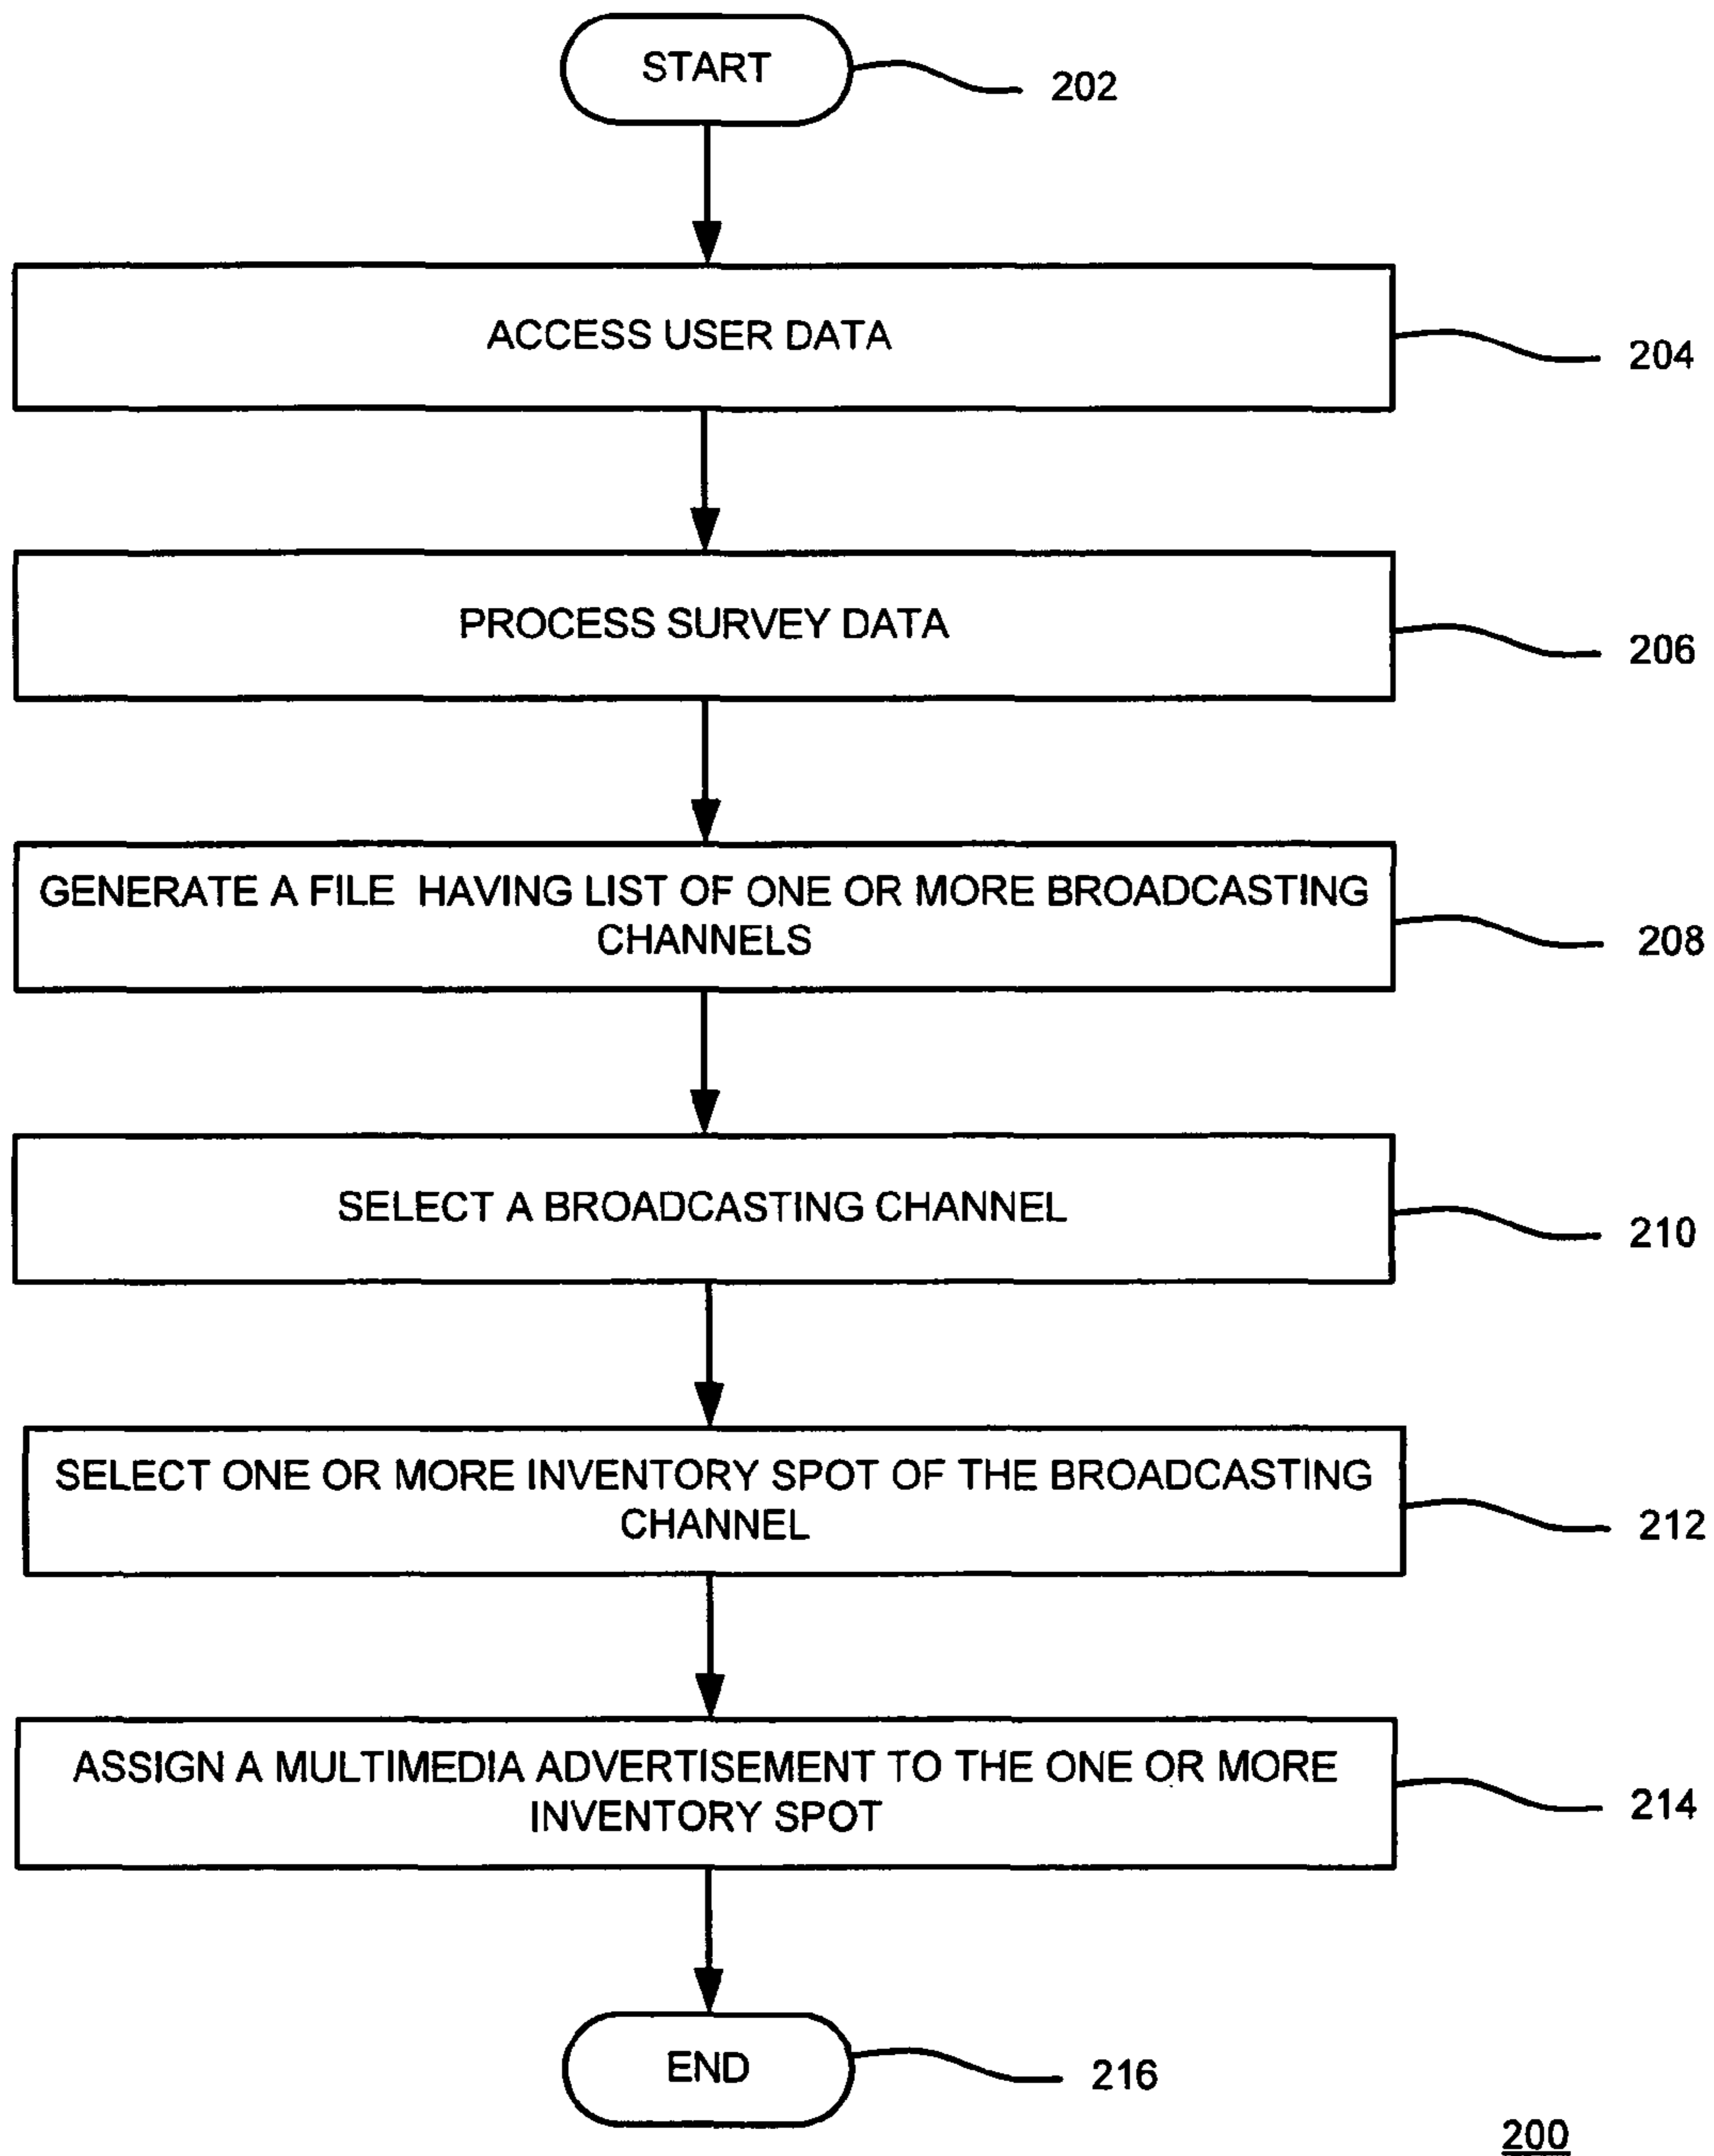 START
202
ACCESS USER DATA
204
PROCESS SURVEY DATA
206
GENERATE A FILE HAVING LIST OF ONE OR MORE BROADCASTING
CHANNELS
208
SELECT A BROADCASTING CHANNEL
210
SELECT ONE OR MORE INVENTORY SPOT OF THE BROADCASTING
CHANNEL
212
ASSIGN A MULTIMEDIA ADVERTISEMENT TO THE ONE OR MORE
INVENTORY SPOT
214
END
216
200